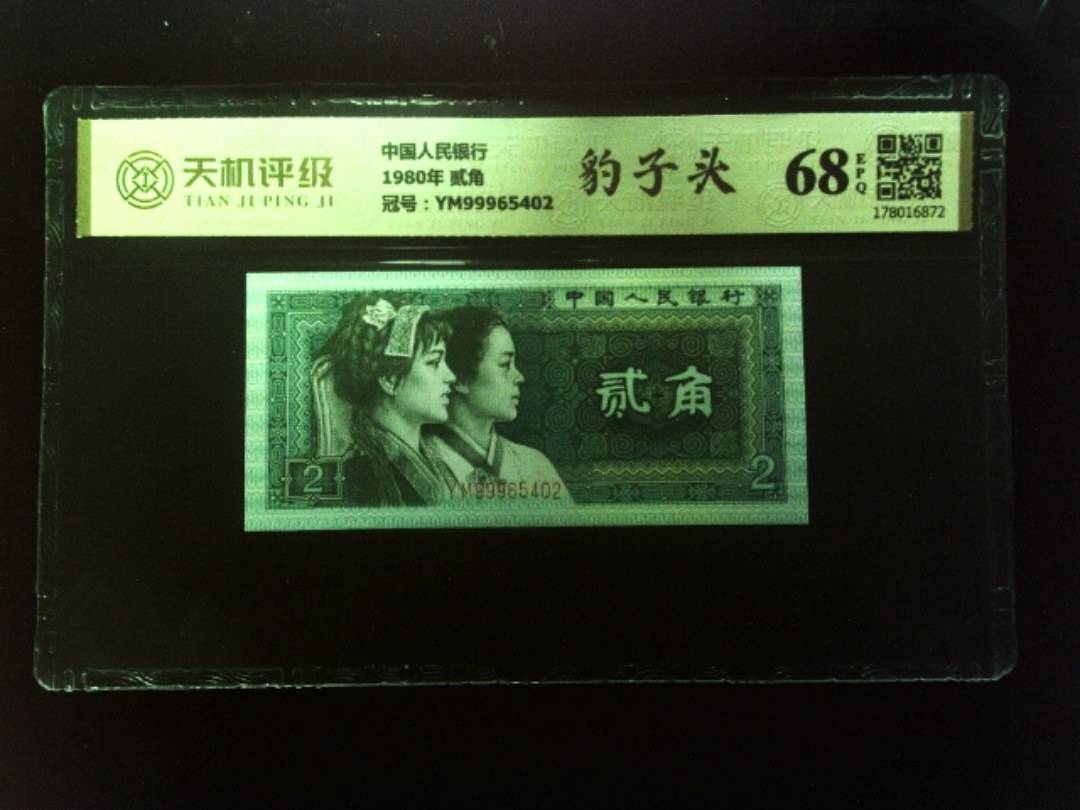 天机评级
TIAN JI PING JI
中国人民银行
1980年 贰角
冠号：YM99965402
豹子头
68
EPQ
178016872
中国人民银行
贰角
2
2
YM99965402